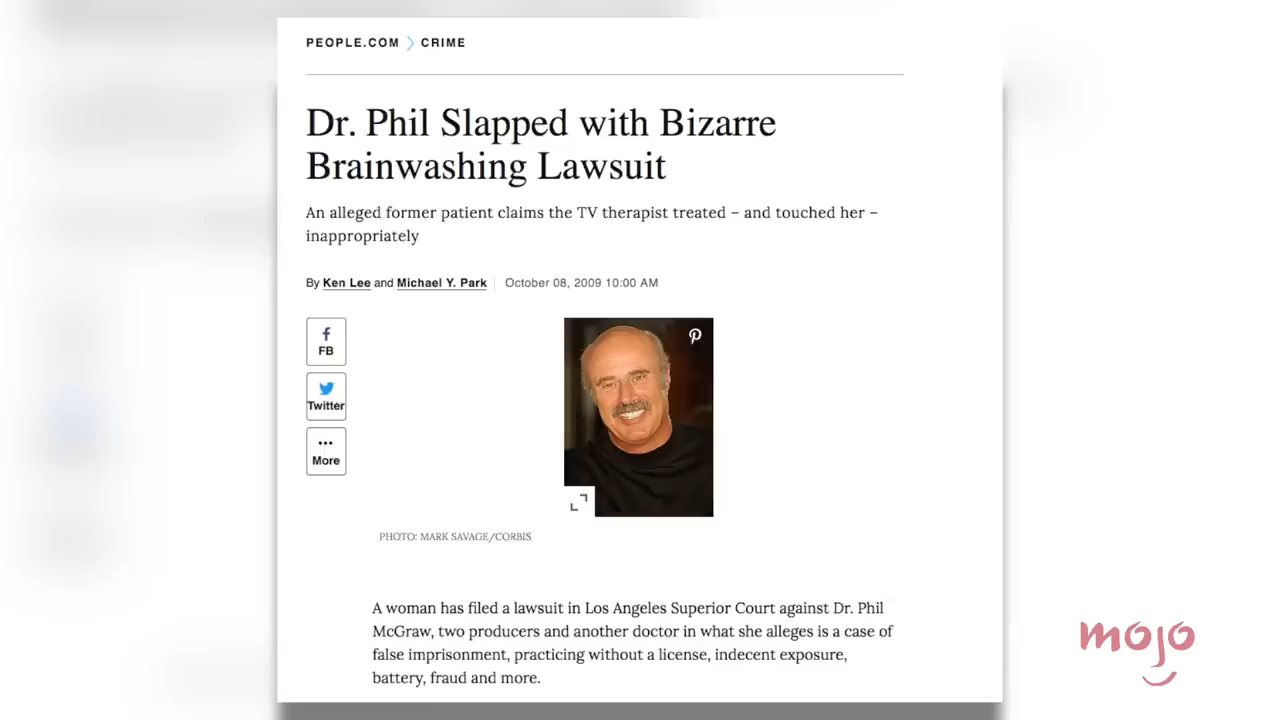 PEOPLE.COM > CRIME
Dr. Phil Slapped with Bizarre
Brainwashing Lawsuit
An alleged former patient claims the TV therapist treated – and touched her –
inappropriately
By Ken Lee and Michael Y. Park October 08, 2009 10:00 AM
FB
Twitter
More
PHOTO: MARK SAVAGE/CORBIS
A woman has filed a lawsuit in Los Angeles Superior Court against Dr. Phil
McGraw, two producers and another doctor in what she alleges is a case of
false imprisonment, practicing without a license, indecent exposure,
battery, fraud and more.
mojo